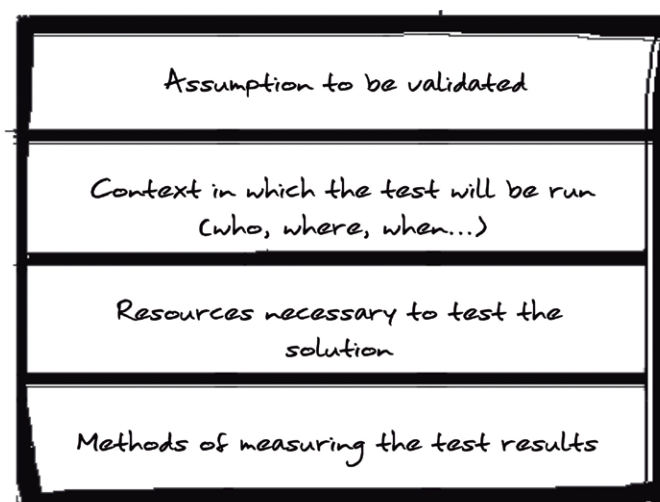 Assumption to be validated
Context in which the test will be run
(who, where, when...)
Resources necessary to test the
solution
Methods of measuring the test results